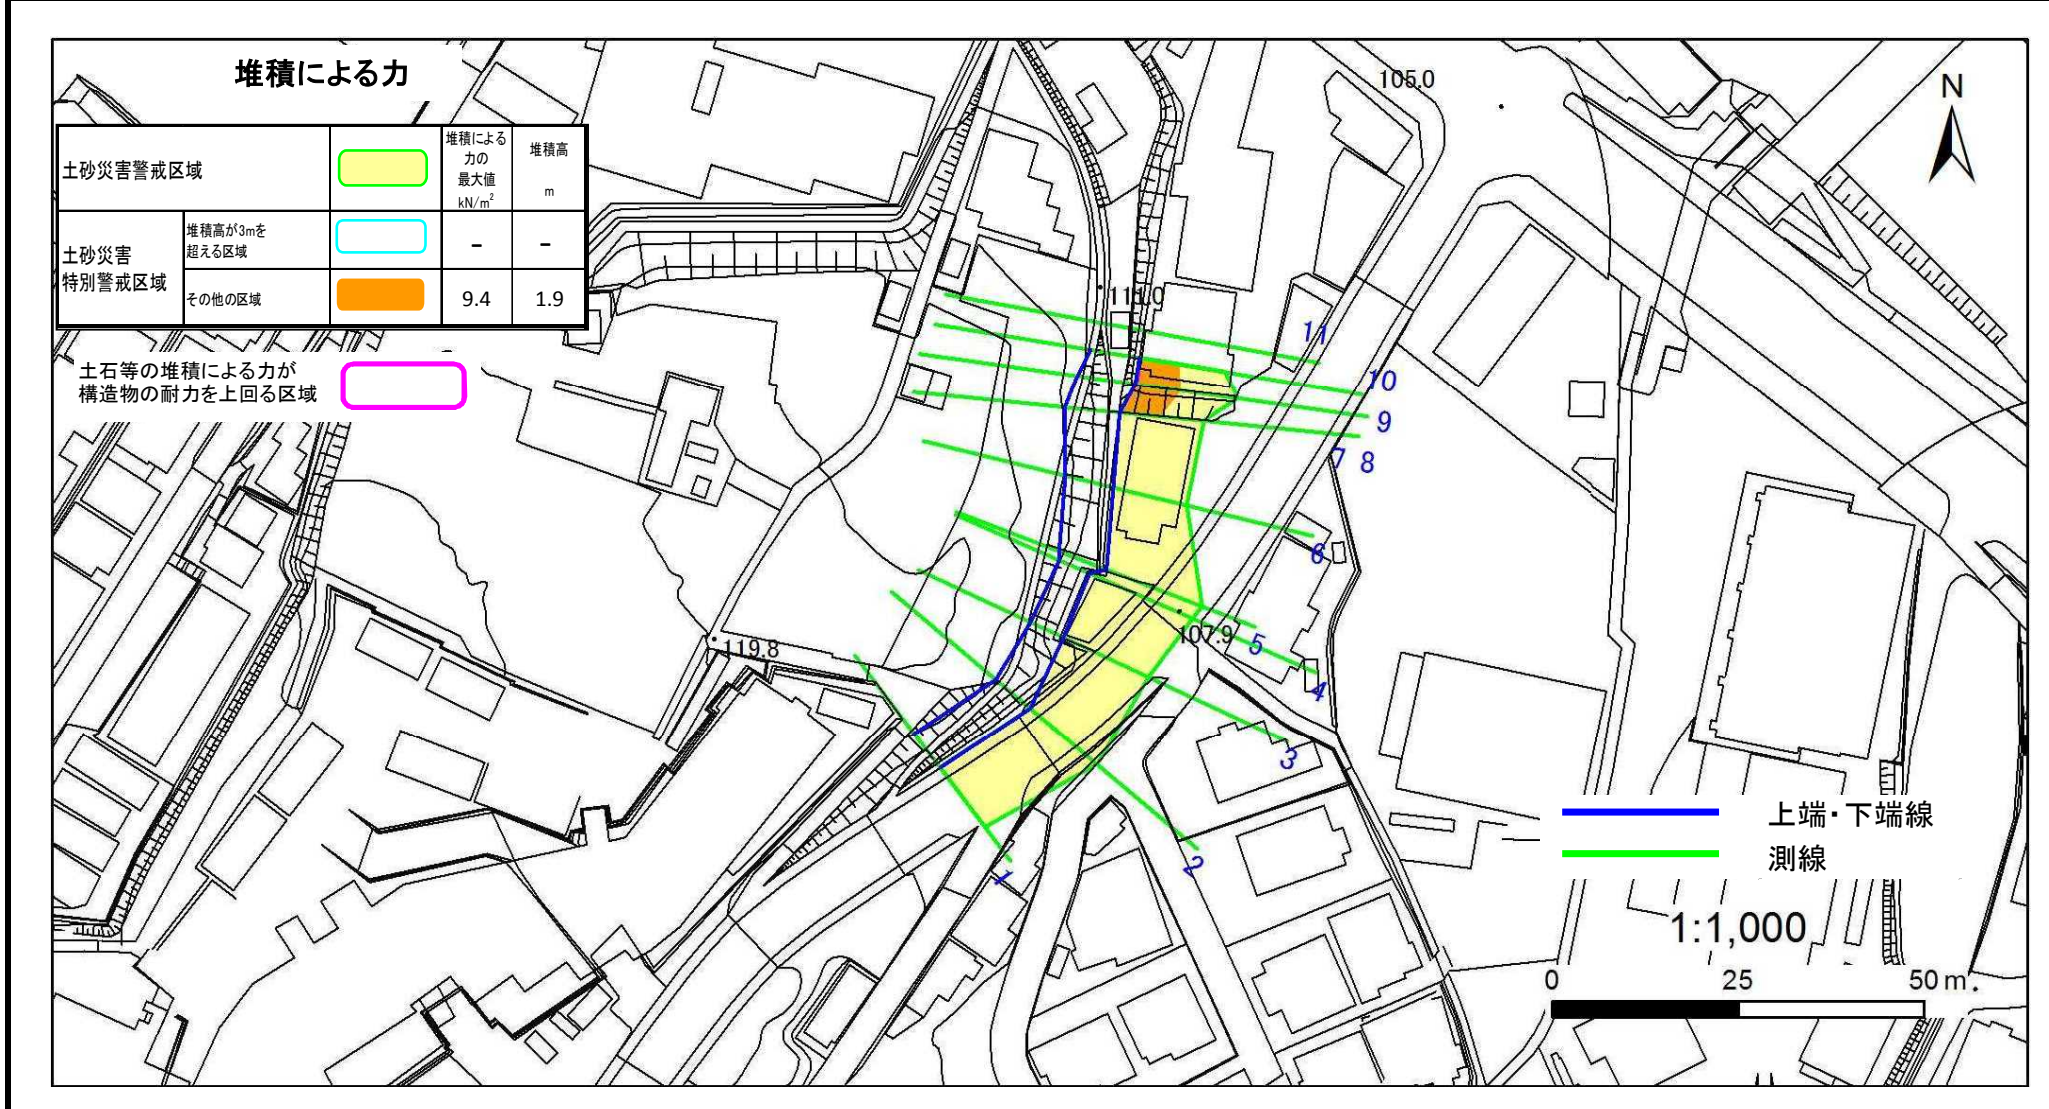 堆積による力
土砂災害警戒区域
堆積による
力の
最大値
kN/m²
堆積高
m
土砂災害
特別警戒区域
堆積高が3mを
超える区域
-
-
その他の区域
9.4
1.9
土石等の堆積による力が
構造物の耐力を上回る区域
105.0
N
111.0
11
10
9
7
8
6
5
107.9
4
119.8
3
2
1
上端・下端線
測線
1:1,000
0
25
50 m